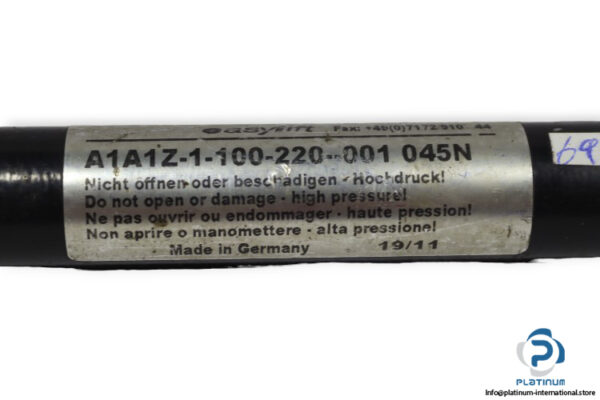 easylift Fax: +49(0)7172-910 44
A1A1Z-1-100-220--001 045N
Nicht öffnen oder beschädigen - Hochdruck!
Do not open or damage - high pressure!
Ne pas ouvrir ou endommager - haute pression!
Non aprire o manomettere - alta pressione!
Made in Germany 19/11
69
PLATINUM
Info@platinum-international.store